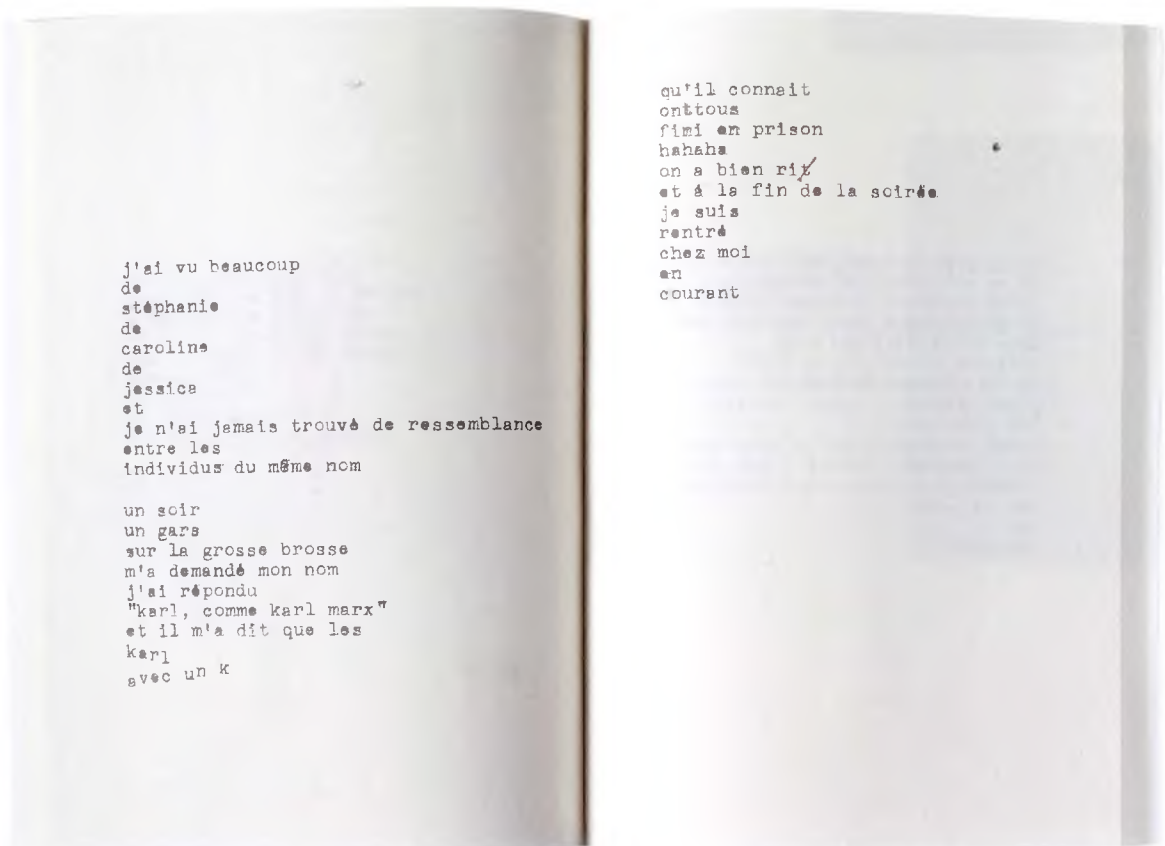 j'ai vu beaucoup
de
stéphanie
de
caroline
de
jessica
et
je n'ai jamais trouvé de ressemblance
entre les
individus du même nom

un soir
un gars
sur la grosse brosse
m'a demandé mon nom
j'ai répondu
"karl, comme karl marx"
et il m'a dit que les
karl
avec un k
qu'il connait
onttous
fini en prison
hahaha
on a bien rit
et à la fin de la soirée
je suis
rentré
chez moi
en
courant